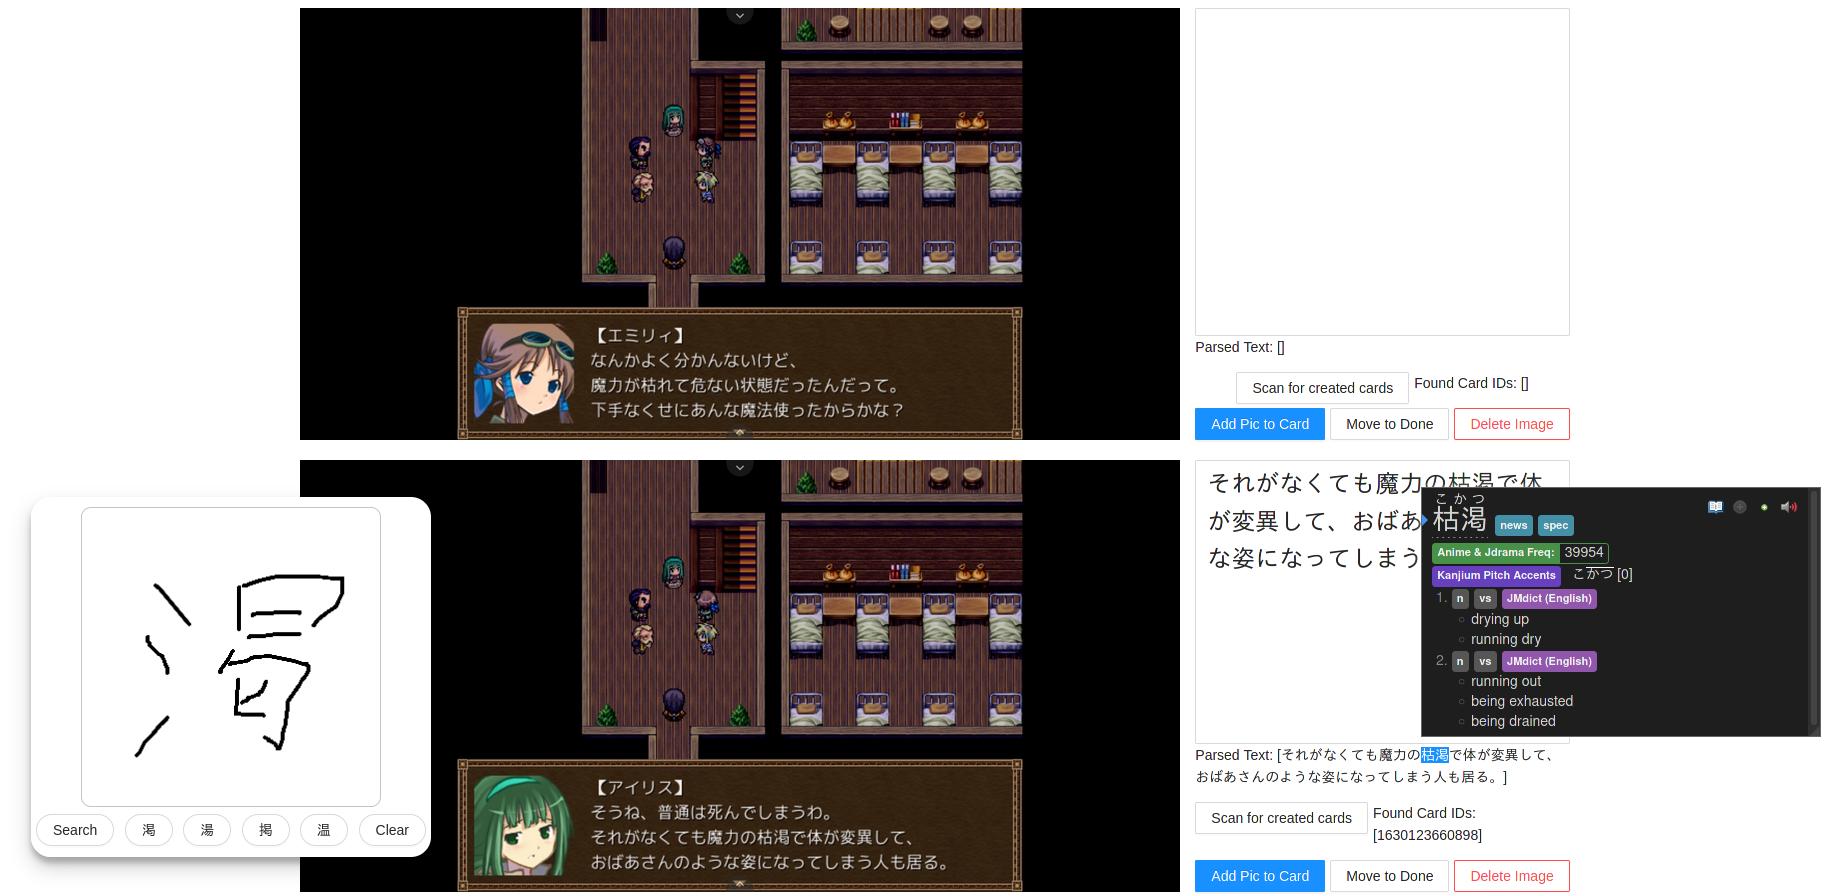 【エミリィ】
なんかよく分かんないけど、
魔力が枯れて危ない状態だったんだって。
下手なくせにあんな魔法使ったからかな？
Parsed Text: []
Scan for created cards
Found Card IDs: []
Add Pic to Card
Move to Done
Delete Image
【アイリス】
そうね、普通は死んでしまうわ。
それがなくても魔力の枯渇で体が変異して、
おばあさんのような姿になってしまう人も居る。
それがなくても魔力の枯渇で体
が変異して、おばあ
な姿になってしまう
こかつ
枯渇 news spec
Anime & Jdrama Freq: 39954
Kanjium Pitch Accents こかつ [0]
1. n vs JMdict (English)
drying up
running dry
2. n vs JMdict (English)
running out
being exhausted
being drained
Parsed Text: [それがなくても魔力の枯渇で体が変異して、
おばあさんのような姿になってしまう人も居る。]
Scan for created cards
Found Card IDs:
[1630123660898]
Add Pic to Card
Move to Done
Delete Image
渇
Search
渇
湯
掲
温
Clear